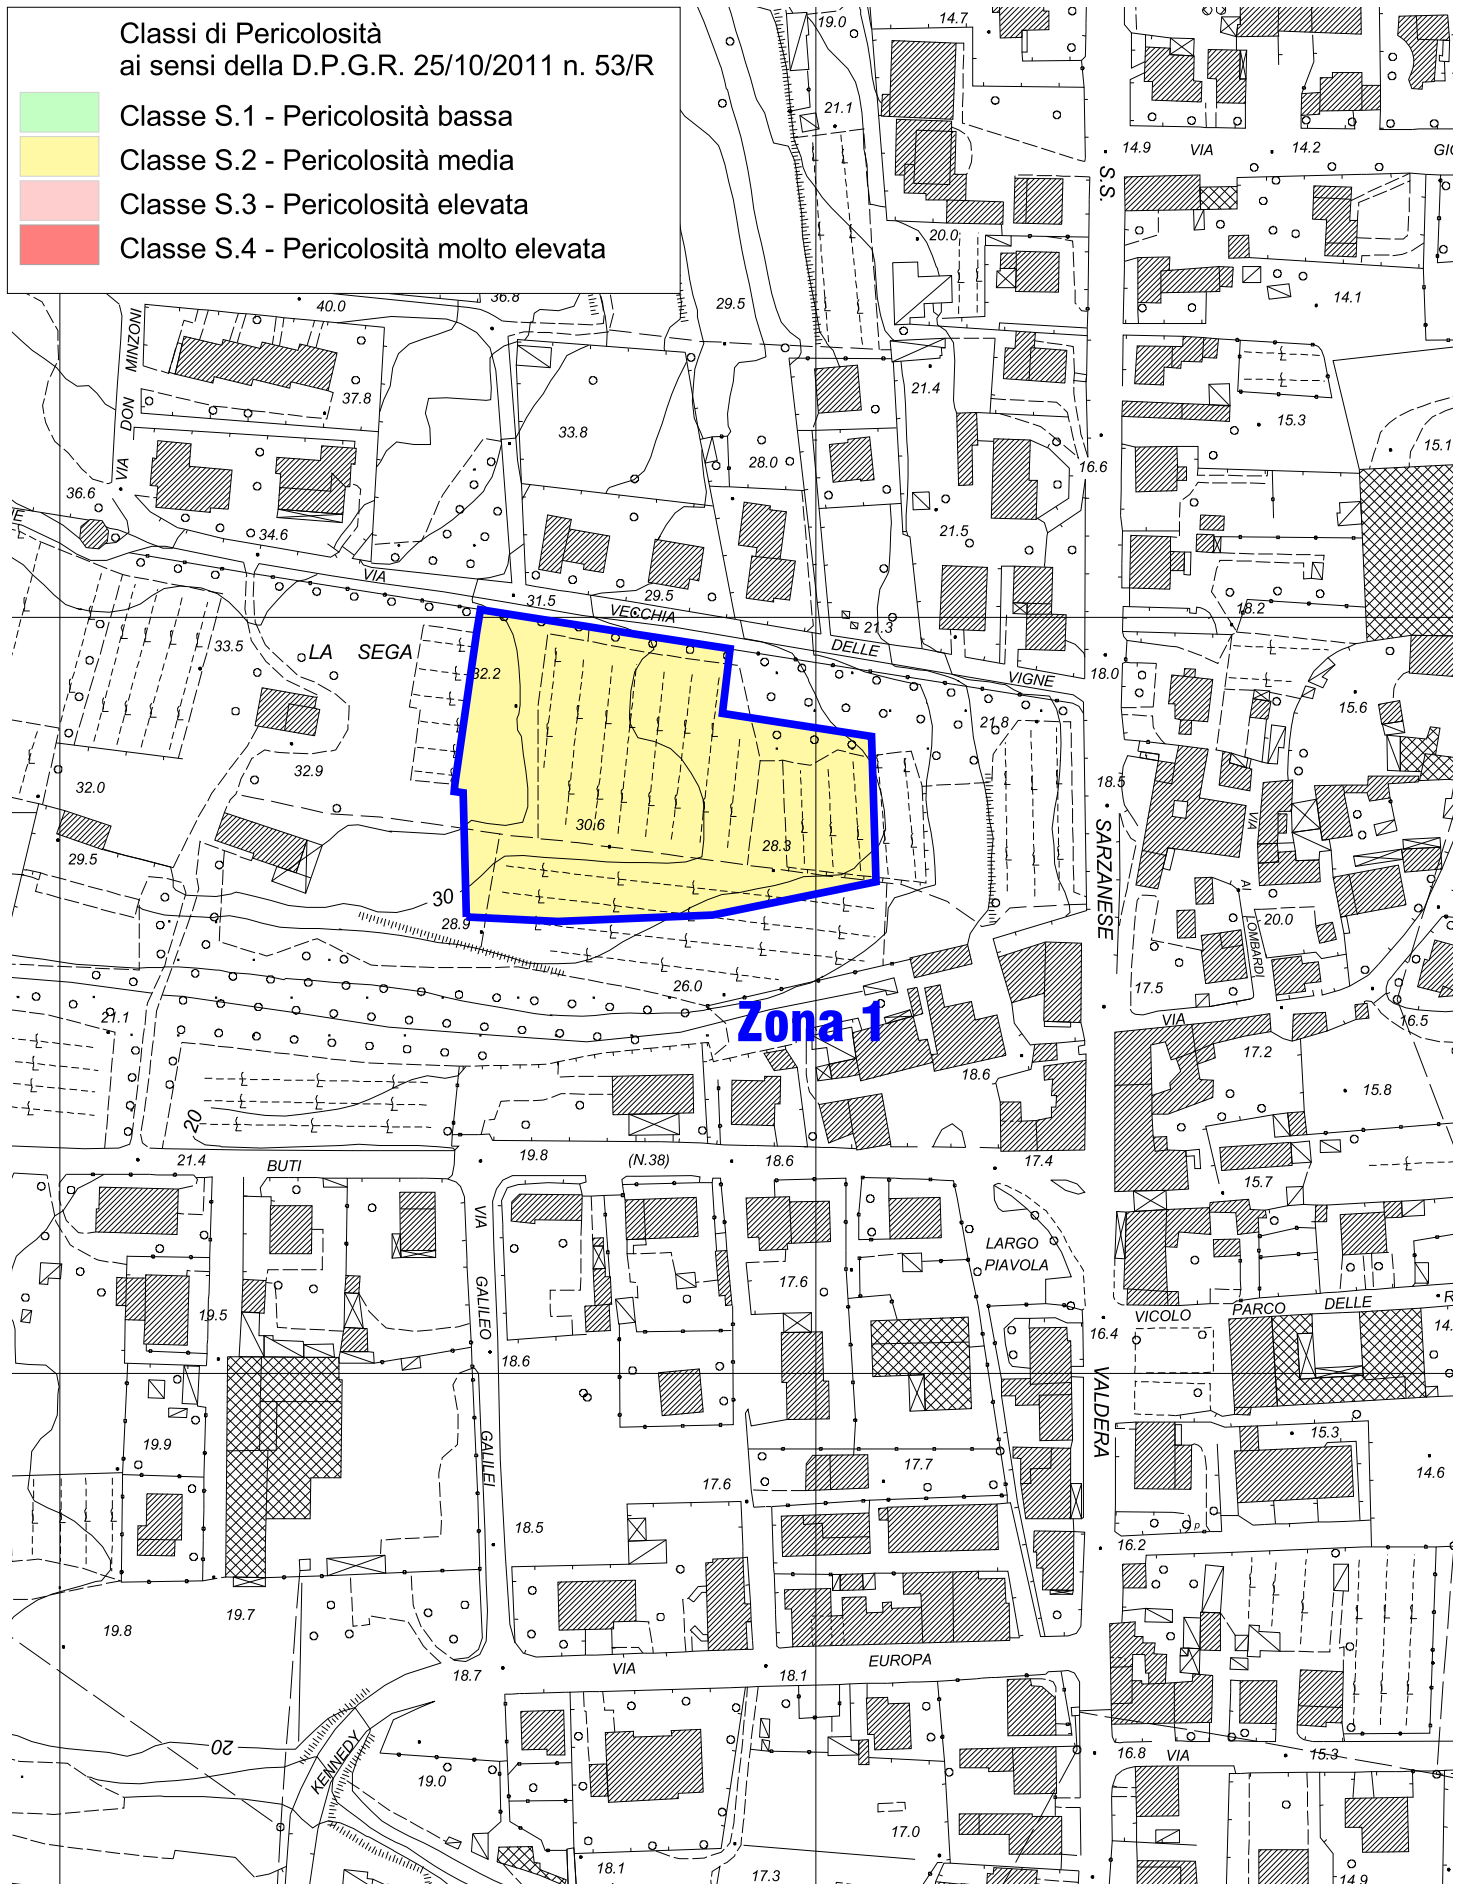 Classi di Pericolosità
ai sensi della D.P.G.R. 25/10/2011 n. 53/R
Classe S.1 - Pericolosità bassa
Classe S.2 - Pericolosità media
Classe S.3 - Pericolosità elevata
Classe S.4 - Pericolosità molto elevata
19.0
14.7
21.1
14.9
VIA
14.2
S.S.
20.0
36.8
40.0
29.5
14.1
VIA DON MINZONI
37.8
21.4
33.8
15.3
15.1
28.0
16.6
36.6
34.6
21.5
VIA
31.5
29.5
VECCHIA
18.2
21.3
33.5
LA SEGA
DELLE
32.2
VIGNE
18.0
15.6
21.8
32.9
32.0
18.5
30.6
28.3
29.5
SARZANESE
VIA
AI
LOMBARDI
30
28.9
20.0
26.0
17.5
21.1
Zona 1
VIA
16.5
17.2
18.6
15.8
20
21.4
BUTI
19.8
(N.38)
18.6
17.4
15.7
VIA
LARGO
PIAVOLA
17.6
GALILEO
19.5
VICOLO
PARCO
DELLE
16.4
18.6
VALDERA
19.9
GALILEI
17.6
17.7
15.3
14.6
18.5
16.2
19.7
19.8
18.7
VIA
18.1
EUROPA
20
KENNEDY
19.0
16.8
VIA
15.3
17.0
18.1
17.3
14.9